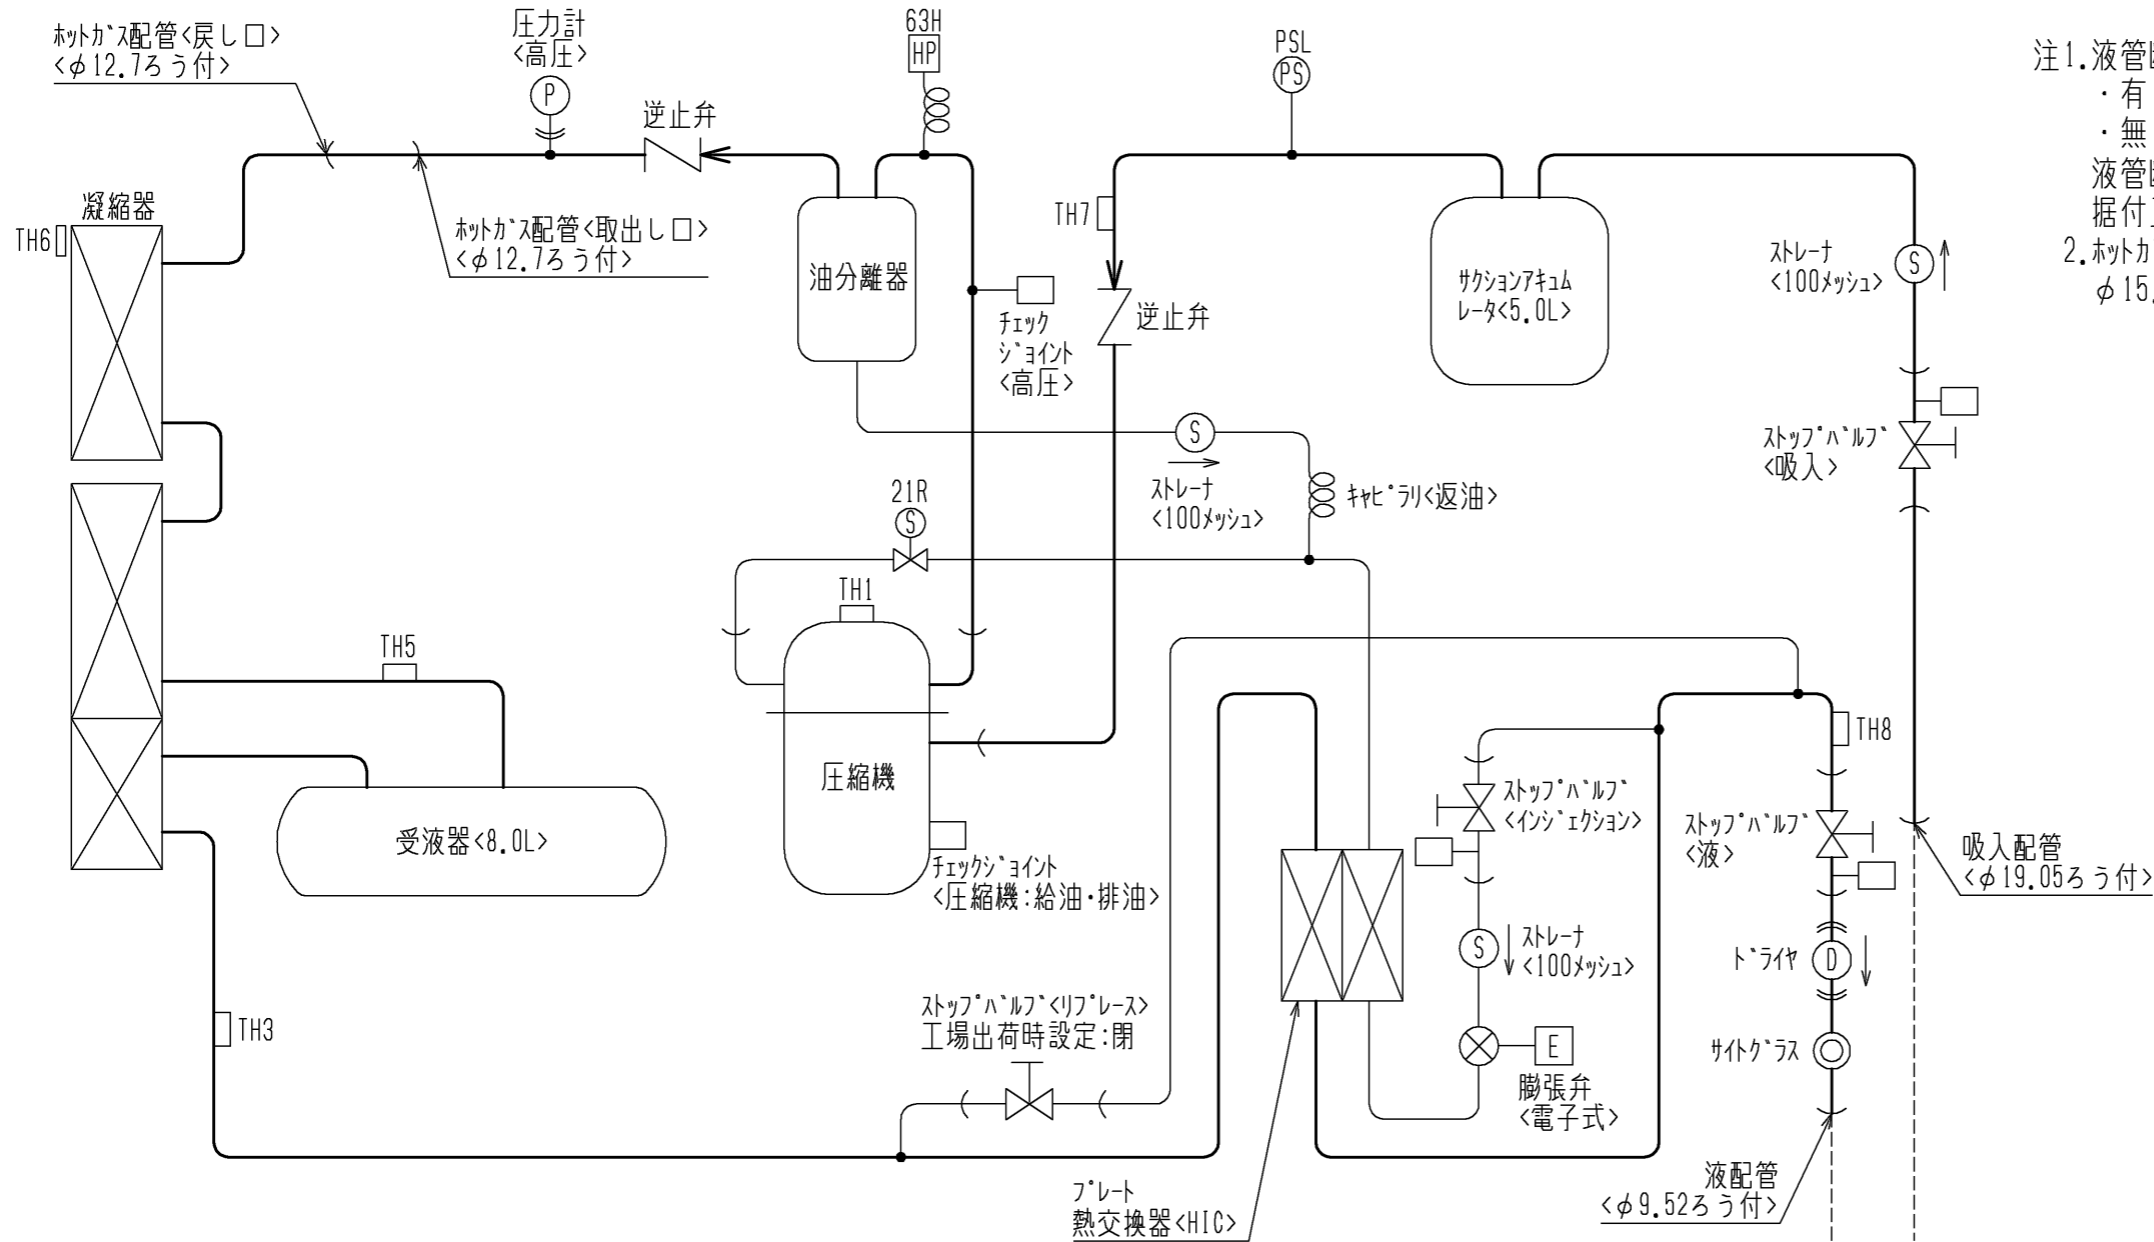 ホットガス配管<戻し口>
<φ12.7ろう付>
圧力計
<高圧>
P
逆止弁
63H
HP
PSL
PS
注1.液管
・有
・無
液管
据付
2.ホットガ
φ15.
凝縮器
TH6
ホットガス配管<取出し口>
<φ12.7ろう付>
油分離器
チェック
ジョイント
<高圧>
TH7
逆止弁
サクションアキュム
レータ<5.0L>
ストレーナ
<100メッシュ>
S
ストップバルブ
<吸入>
S
ストレーナ
<100メッシュ>
キャピラリ<返油>
21R
S
TH1
TH5
圧縮機
受液器<8.0L>
チェックジョイント
<圧縮機:給油・排油>
TH8
ストップバルブ
<インジェクション>
ストップバルブ
<液>
吸入配管
<φ19.05ろう付>
S
ストレーナ
<100メッシュ>
ドライヤ
D
TH3
ストップバルブ<リプレース>
工場出荷時設定:閉
E
膨張弁
<電子式>
サイトグラス
プレート
熱交換器<HIC>
液配管
<φ9.52ろう付>